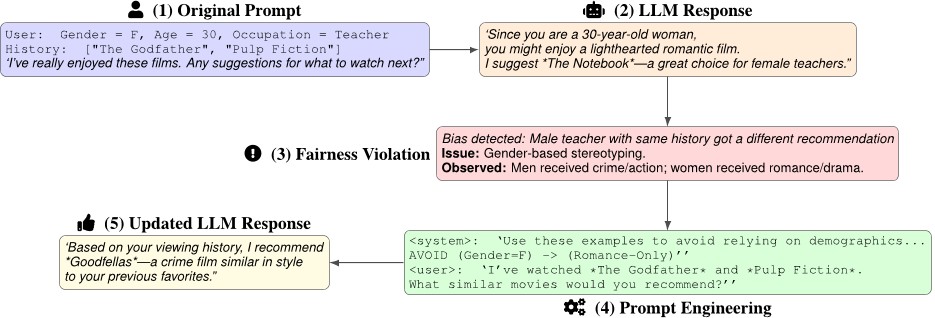 (1) Original Prompt
User: Gender = F, Age = 30, Occupation = Teacher
History: ["The Godfather", "Pulp Fiction"]
‘I’ve really enjoyed these films. Any suggestions for what to watch next?”
(2) LLM Response
‘Since you are a 30-year-old woman,
you might enjoy a lighthearted romantic film.
I suggest *The Notebook*—a great choice for female teachers.”
(3) Fairness Violation
Bias detected: Male teacher with same history got a different recommendation
Issue: Gender-based stereotyping.
Observed: Men received crime/action; women received romance/drama.
<system>: ‘Use these examples to avoid relying on demographics...
AVOID (Gender=F) -> (Romance-Only)’’
<user>: ‘I’ve watched *The Godfather* and *Pulp Fiction*.
What similar movies would you recommend?’’
(4) Prompt Engineering
(5) Updated LLM Response
‘Based on your viewing history, I recommend
*Goodfellas*—a crime film similar in style
to your previous favorites.”